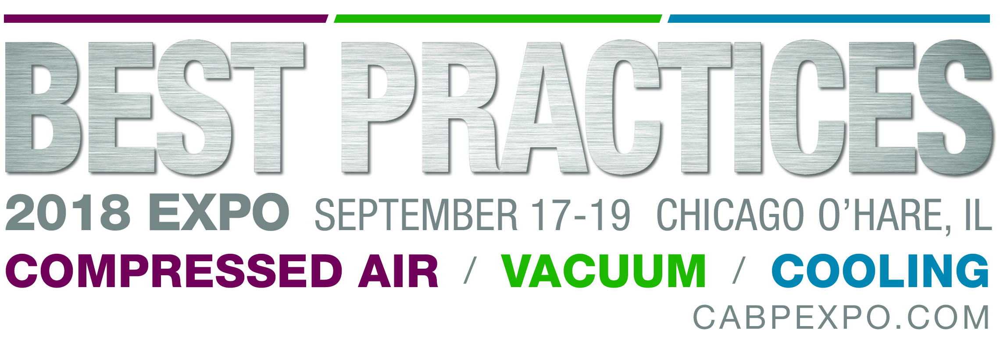 BEST PRACTICES
2018 EXPO SEPTEMBER 17-19 CHICAGO O’HARE, IL
COMPRESSED AIR / VACUUM / COOLING
CABPEXPO.COM